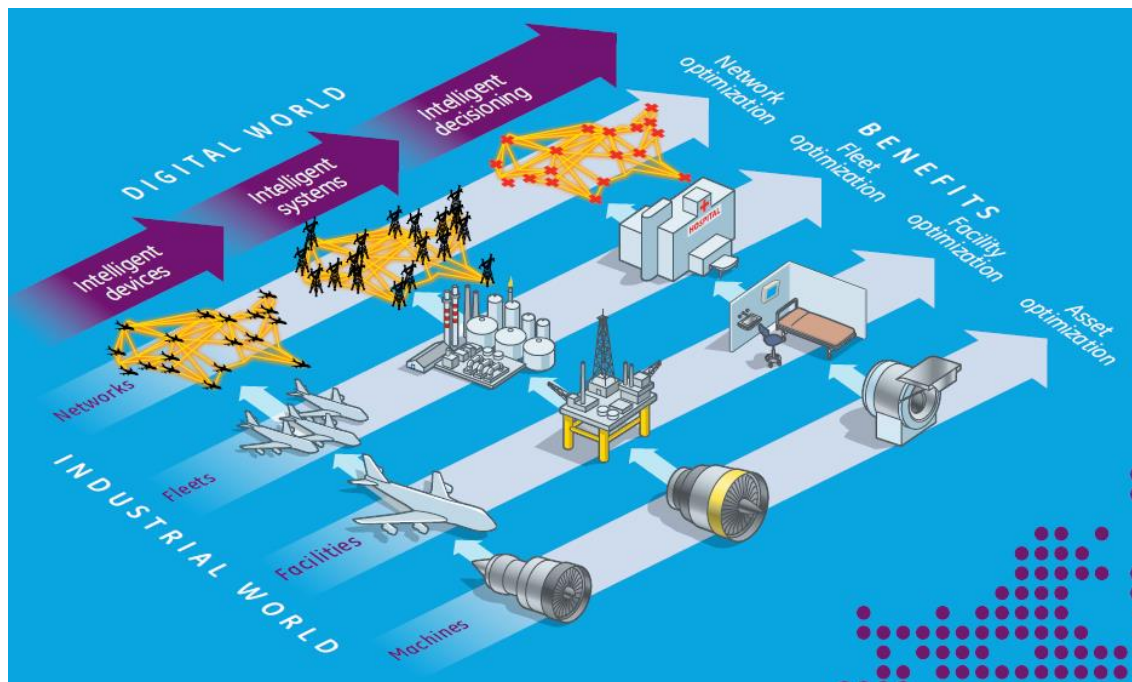 DIGITAL WORLD
Intelligent
devices
Intelligent
systems
Intelligent
decisioning
Network
optimization
Fleet
optimization
Facility
optimization
Asset
optimization
BENEFITS
HOSPITAL
Networks
Fleets
Facilities
Machines
INDUSTRIAL WORLD